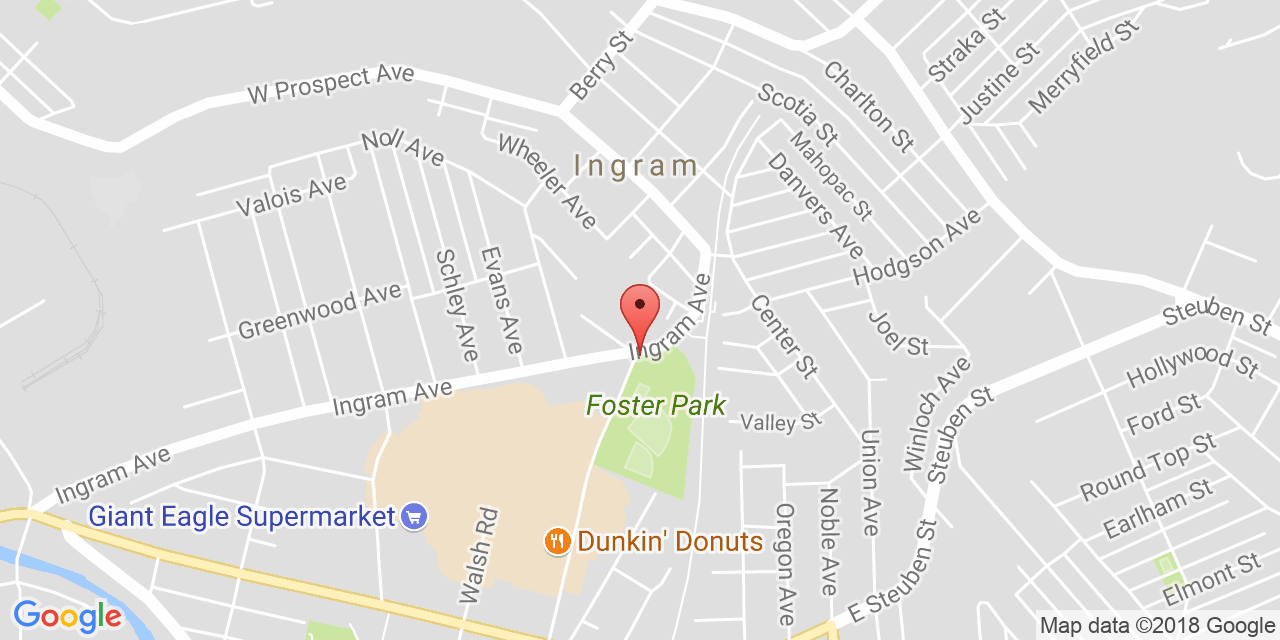 Straka St
Justine St
Merryfield St
Berry St
W Prospect Ave
Charlton St
Scotia St
Noll Ave
Wheeler Ave
Ingram
Mahopac St
Danvers Ave
Valois Ave
Hodgson Ave
Schley Ave
Evans Ave
Greenwood Ave
Ingram Ave
Center St
Joel St
Steuben St
Hollywood St
Ingram Ave
Foster Park
Valley St
Winloch Ave
Steuben St
Ford St
Round Top St
Ingram Ave
Union Ave
Earlham St
Giant Eagle Supermarket
Walsh Rd
Dunkin' Donuts
Oregon Ave
Noble Ave
E Steuben St
Elmont St
Google
Map data ©2018 Google